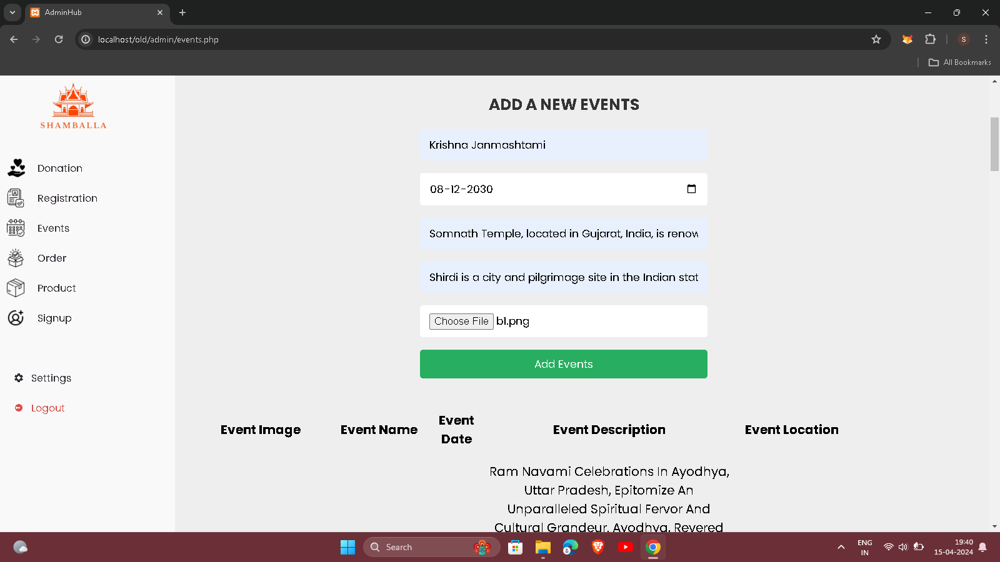 AdminHub
localhost/old/admin/events.php
S
All Bookmarks
SHAMBALLA
Donation
Registration
Events
Order
Product
Signup
Settings
Logout
ADD A NEW EVENTS
Krishna Janmashtami
08-12-2030
Somnath Temple, located in Gujarat, India, is renow
Shirdi is a city and pilgrimage site in the Indian stat
Choose File b1.png
Add Events
Event Image
Event Name
Event
Date
Event Description
Event Location
Ram Navami Celebrations In Ayodhya,
Uttar Pradesh, Epitomize An
Unparalleled Spiritual Fervor And
Cultural Grandeur. Ayodhya, Revered
Search
ENG
IN
19:40
15-04-2024